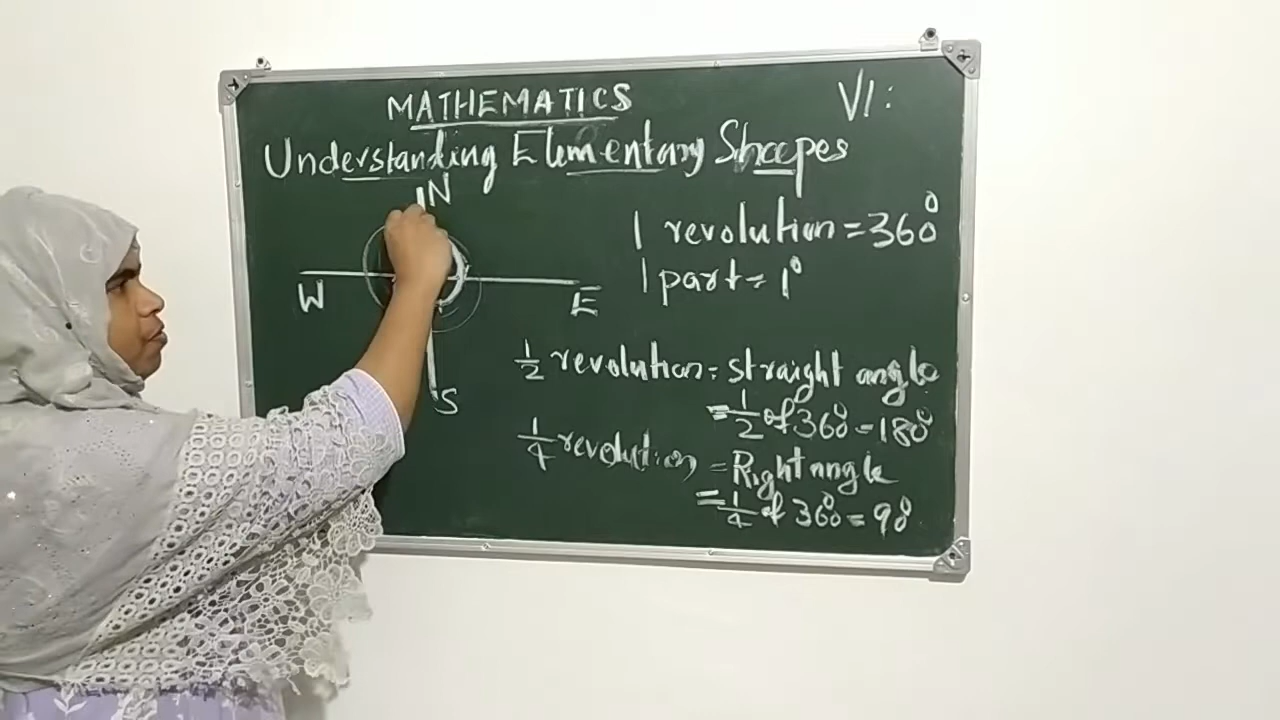 MATHEMATICS
VI:
Understanding Elementary Shapes
N
W
E
S
1 revolution = 360°
1 part = 1°
1/2 revolution = straight angle
= 1/2 of 360° = 180°
1/4 revolution = Right angle
= 1/4 of 360° = 90°